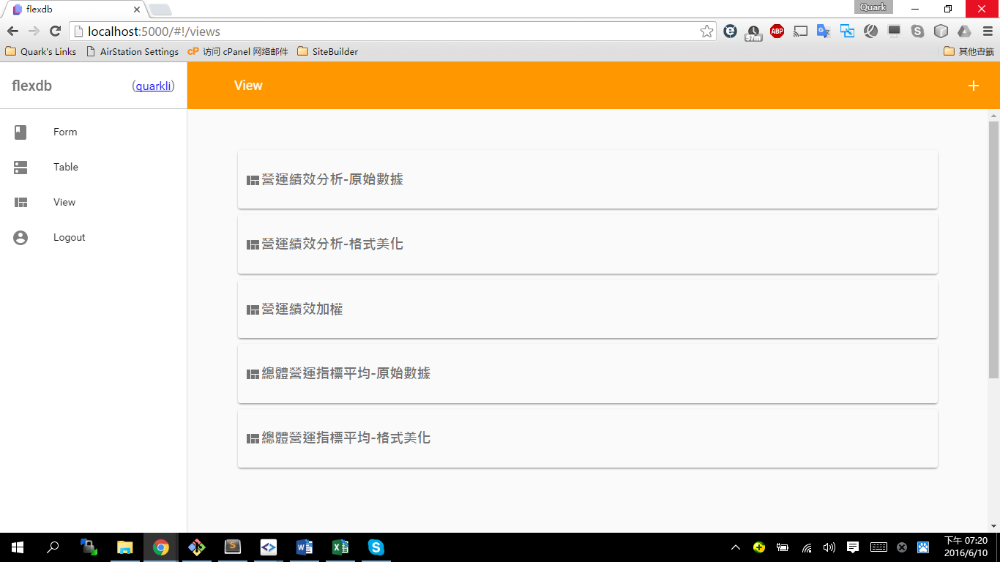 flexdb
Quark
localhost:5000/#!/views
37m
ABP
Quark's Links
AirStation Settings
cP 访问 cPanel 网络邮件
SiteBuilder
其他書籤
flexdb
(quarkli)
View
+
Form
Table
View
Logout
營運績效分析-原始數據
營運績效分析-格式美化
營運績效加權
總體營運指標平均-原始數據
總體營運指標平均-格式美化
下午 07:20
2016/6/10